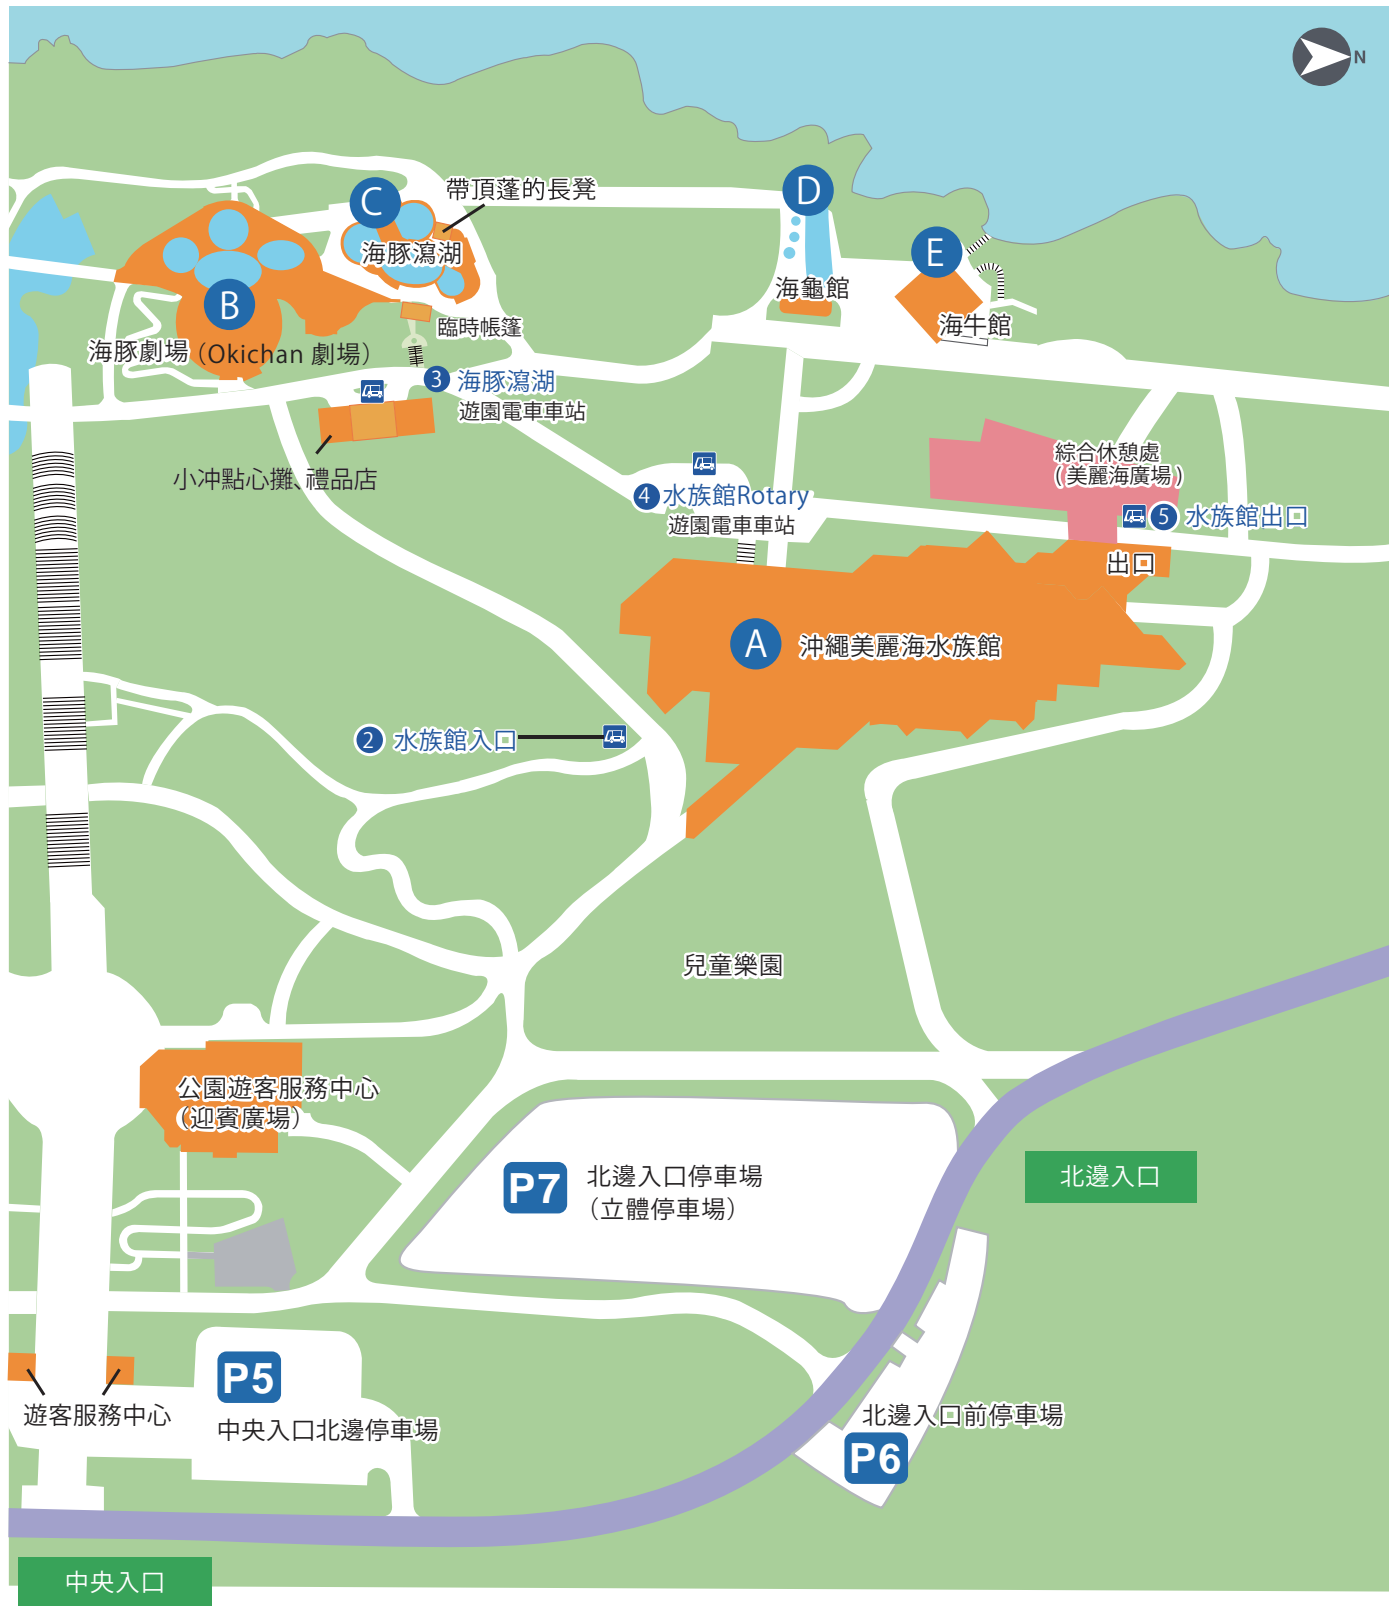 N
D
C
帶頂蓬的長凳
海豚瀉湖
E
海龜館
B
臨時帳篷
海牛館
海豚劇場（Okichan 劇場）
3 海豚瀉湖
遊園電車車站
小冲點心攤、禮品店
綜合休憩處
（美麗海廣場）
4 水族館Rotary
遊園電車車站
5 水族館出口
出口
A 沖繩美麗海水族館
2 水族館入口
兒童樂園
公園遊客服務中心
（迎賓廣場）
P7 北邊入口停車場
（立體停車場）
北邊入口
P5
中央入口北邊停車場
遊客服務中心
北邊入口前停車場
P6
中央入口